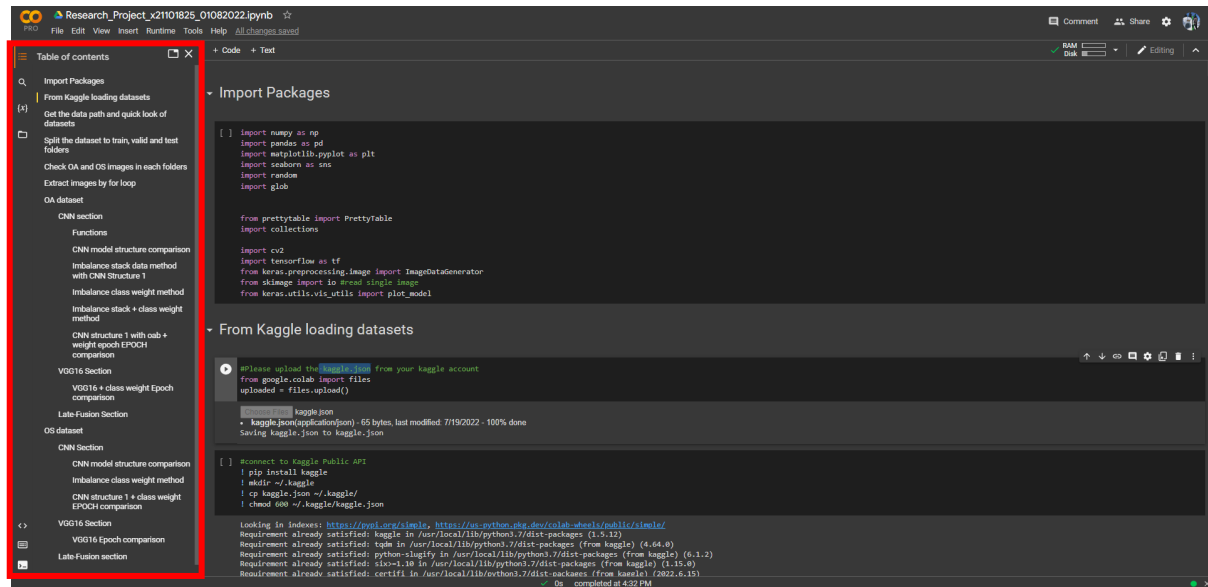 Research_Project_x21101825_01082022.ipynb
PRO
File Edit View Insert Runtime Tools Help All changes saved
Comment Share
Table of contents
Import Packages
From Kaggle loading datasets
Get the data path and quick look of
datasets
Split the dataset to train, valid and test
folders
Check OA and OS images in each folders
Extract images by for loop
OA dataset
CNN section
Functions
CNN model structure comparison
Imbalance stack data method
with CNN Structure 1
Imbalance class weight method
Imbalance stack + class weight
method
CNN structure 1 with oab +
weight epoch EPOCH
comparison
VGG16 Section
VGG16 + class weight Epoch
comparison
Late-Fusion Section
OS dataset
CNN Section
CNN model structure comparison
Imbalance class weight method
CNN structure 1 + class weight
EPOCH comparison
VGG16 Section
VGG16 Epoch comparison
Late-Fusion section
{x}
+ Code + Text
RAM
Disk
Editing
Import Packages
[ ] import numpy as np
import pandas as pd
import matplotlib.pyplot as plt
import seaborn as sns
import random
import glob
from prettytable import PrettyTable
import collections
import cv2
import tensorflow as tf
from keras.preprocessing.image import ImageDataGenerator
from skimage import io #read single image
from keras.utils.vis_utils import plot_model
From Kaggle loading datasets
#Please upload the kaggle.json from your kaggle account
from google.colab import files
uploaded = files.upload()
Choose Files kaggle.json
• kaggle.json(application/json) - 65 bytes, last modified: 7/19/2022 - 100% done
Saving kaggle.json to kaggle.json
[ ] #connect to Kaggle Public API
! pip install kaggle
! mkdir ~/.kaggle
! cp kaggle.json ~/.kaggle/
! chmod 600 ~/.kaggle/kaggle.json
Looking in indexes: https://pypi.org/simple, https://us-python.pkg.dev/colab-wheels/public/simple/
Requirement already satisfied: kaggle in /usr/local/lib/python3.7/dist-packages (1.5.12)
Requirement already satisfied: tqdm in /usr/local/lib/python3.7/dist-packages (from kaggle) (4.64.0)
Requirement already satisfied: python-slugify in /usr/local/lib/python3.7/dist-packages (from kaggle) (6.1.2)
Requirement already satisfied: six>=1.10 in /usr/local/lib/python3.7/dist-packages (from kaggle) (1.15.0)
Requirement already satisfied: certifi in /usr/local/lib/python3.7/dist-packages (from kaggle) (2022.6.15)
0s completed at 4:32 PM